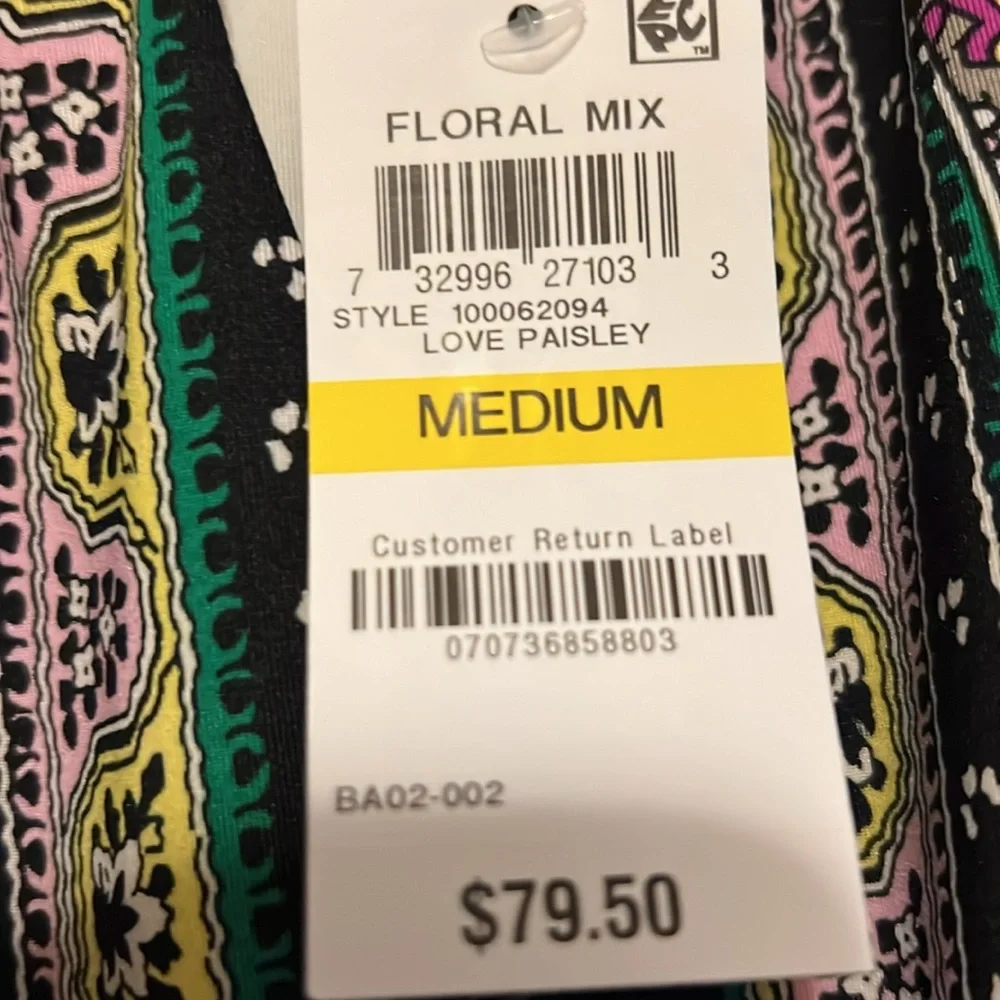 EPC™
FLORAL MIX
7 32996 27103 3
STYLE 100062094
LOVE PAISLEY
MEDIUM
Customer Return Label
070736858803
BA02-002
$79.50